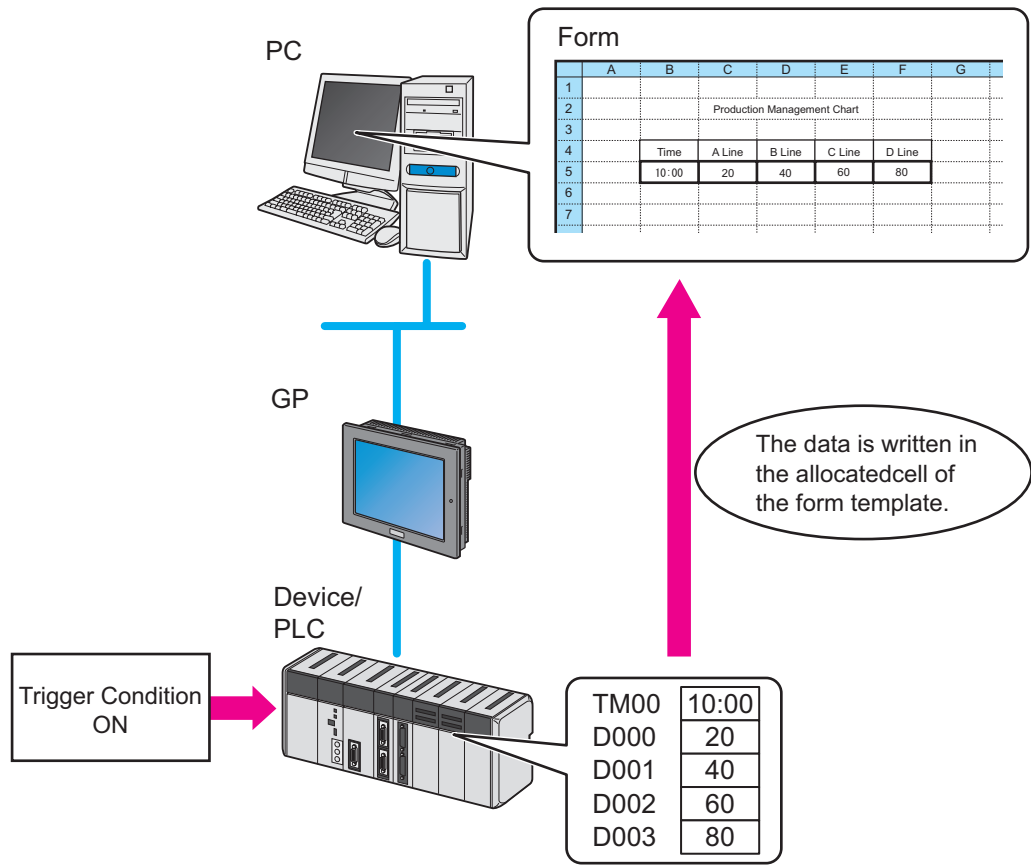 PC
Form
A B C D E F G
1
2 Production Management Chart
3
4 Time A Line B Line C Line D Line
5 10:00 20 40 60 80
6
7
GP
The data is written in
the allocatedcell of
the form template.
Device/
PLC
Trigger Condition
ON
TM00 10:00
D000 20
D001 40
D002 60
D003 80